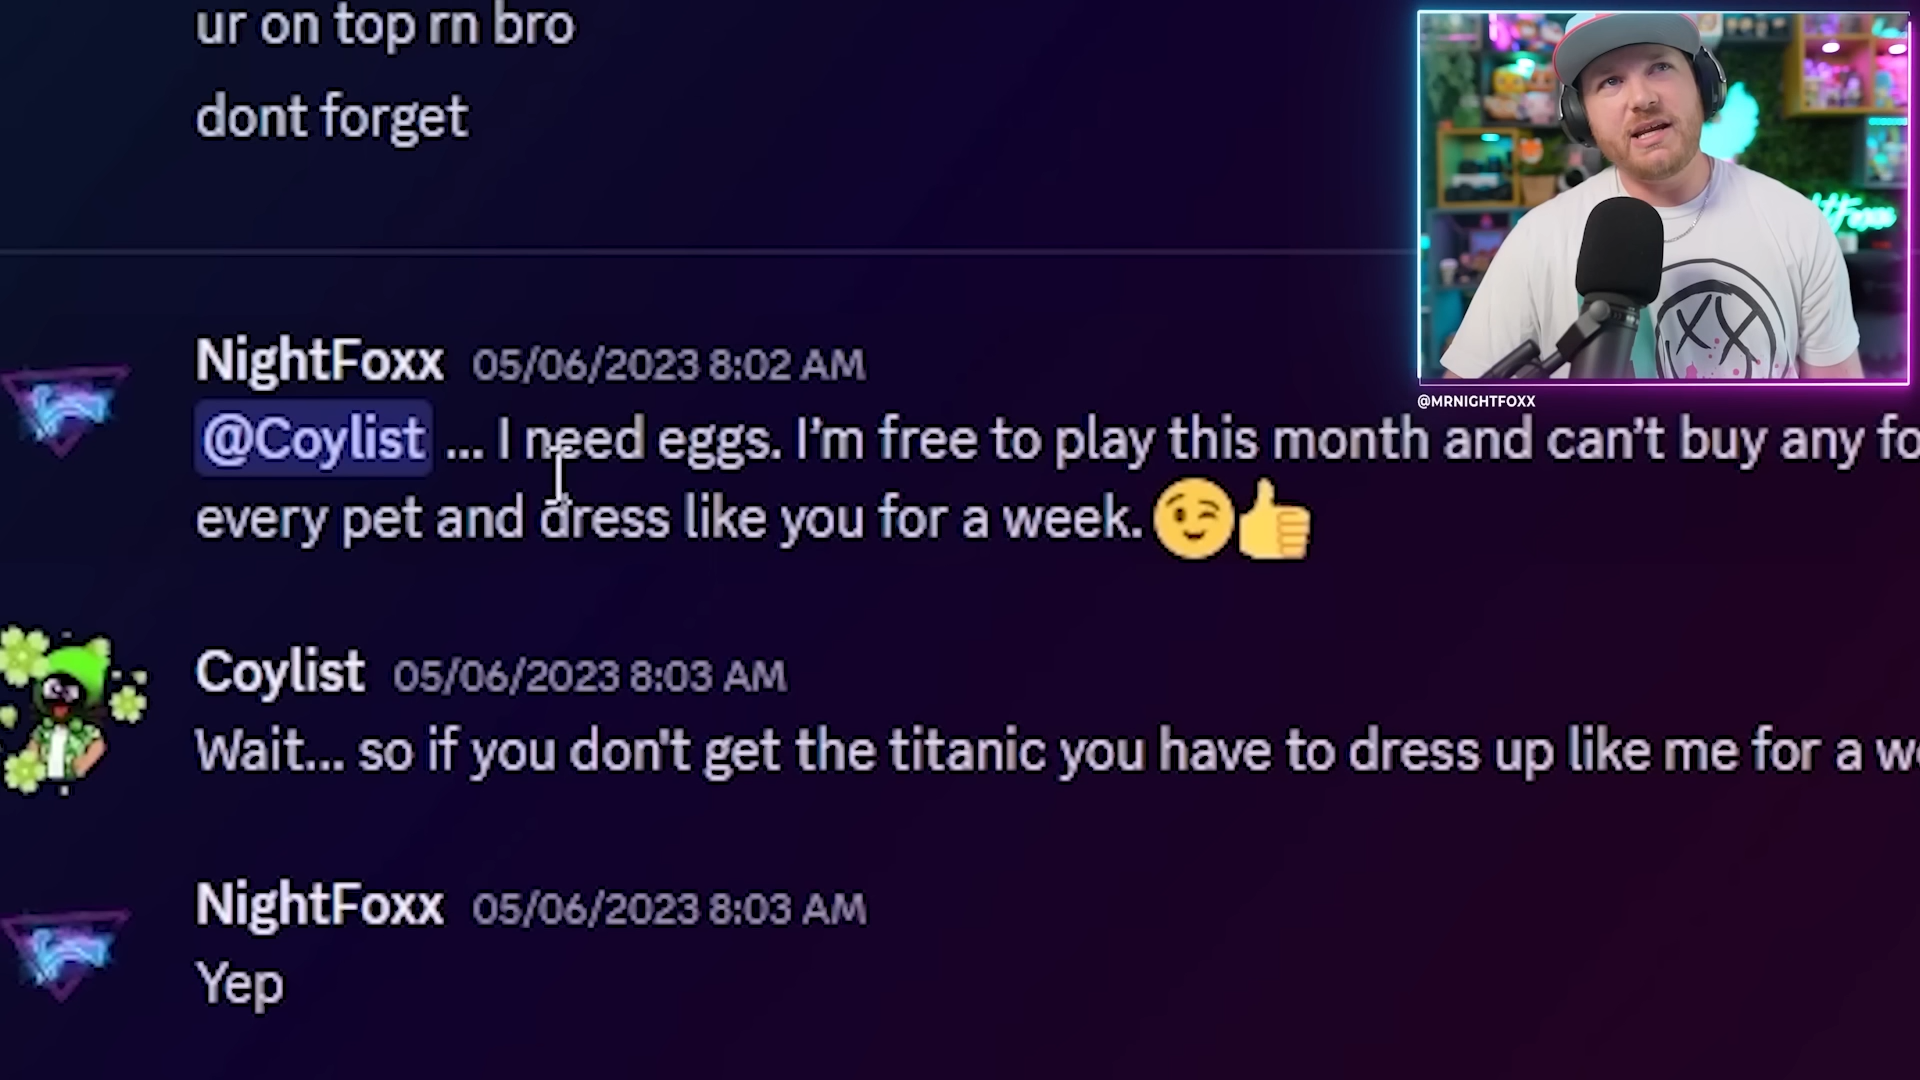 ur on top rn bro
dont forget
@MRNIGHTFOXX
NightFoxx 05/06/2023 8:02 AM
@Coylist ... I need eggs. I'm free to play this month and can't buy any
every pet and dress like you for a week. 😉👍
Coylist 05/06/2023 8:03 AM
Wait... so if you don't get the titanic you have to dress up like me for a
NightFoxx 05/06/2023 8:03 AM
Yep